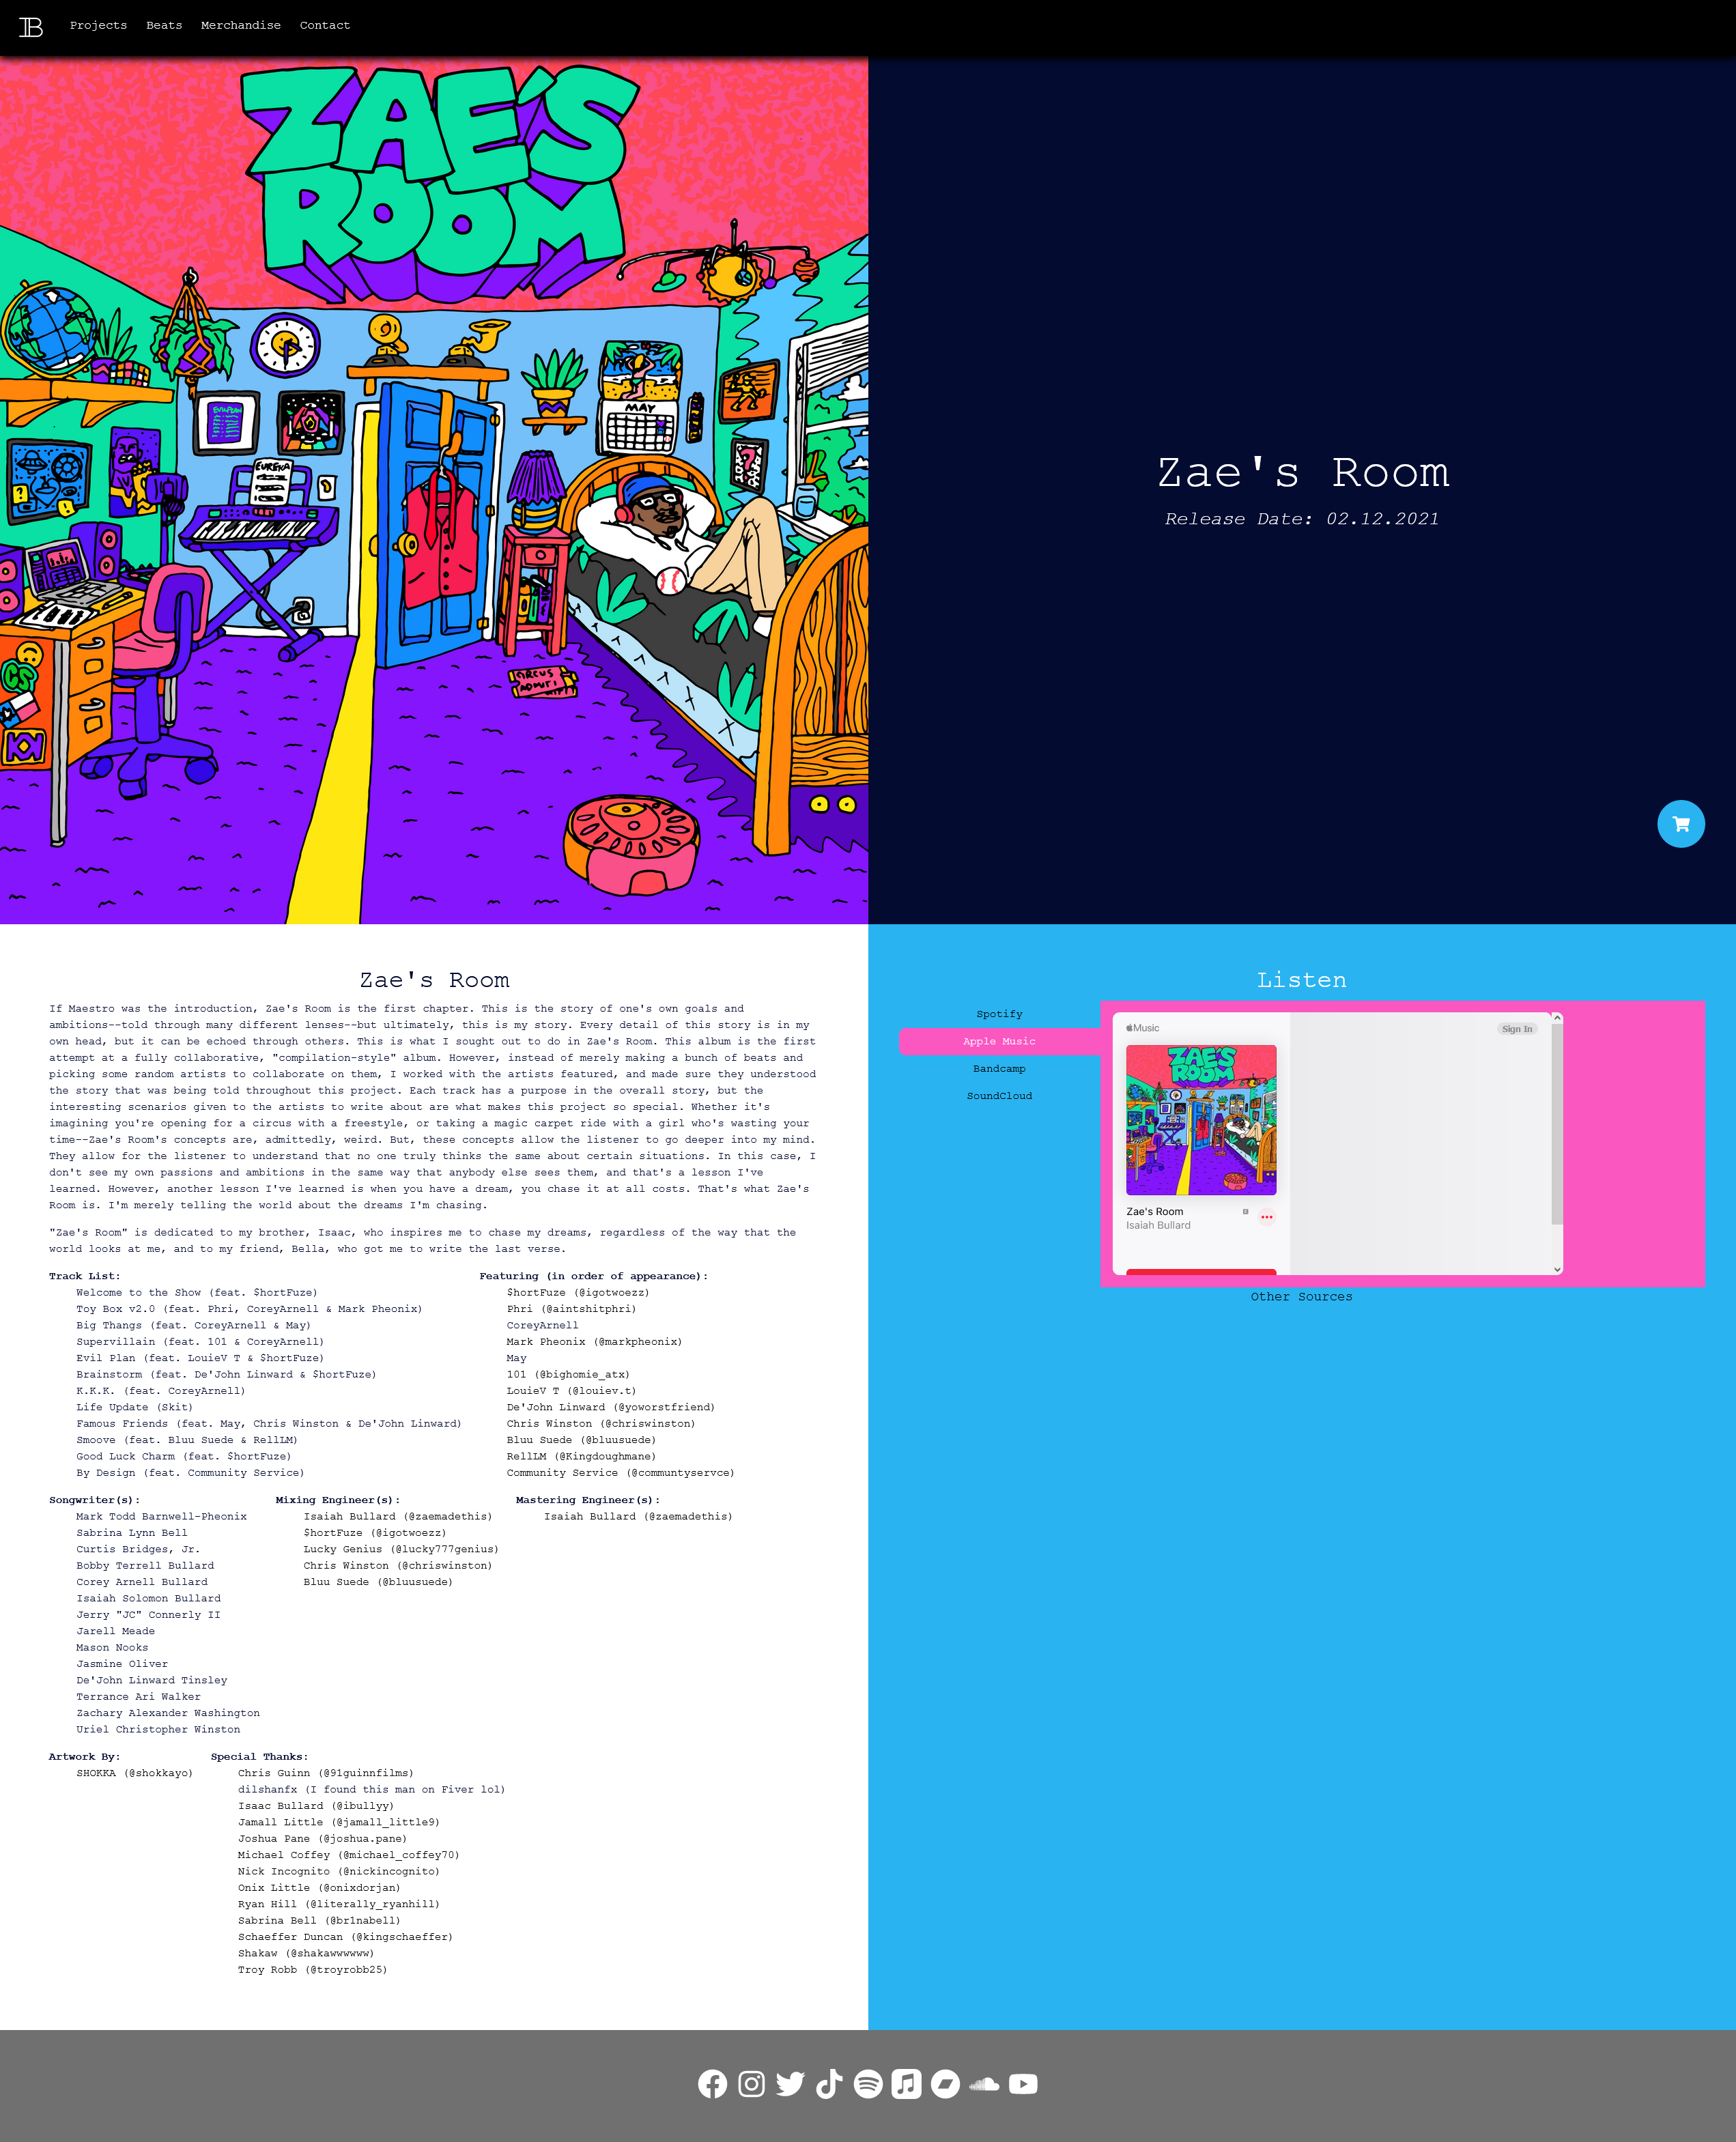 IB
Projects Beats Merchandise Contact
ZAE'S
ROOM
EVIL PLAN
MAY
EUREKA
CS
CIRCUS
ADMIT 1
Zae's Room
Release Date: 02.12.2021
Zae's Room
If Maestro was the introduction, Zae's Room is the first chapter. This is the story of one's own goals and
ambitions--told through many different lenses--but ultimately, this is my story. Every detail of this story is in my
own head, but it can be echoed through others. This is what I sought out to do in Zae's Room. This album is the first
attempt at a fully collaborative, "compilation-style" album. However, instead of merely making a bunch of beats and
picking some random artists to collaborate on them, I worked with the artists featured, and made sure they understood
the story that was being told throughout this project. Each track has a purpose in the overall story, but the
interesting scenarios given to the artists to write about are what makes this project so special. Whether it's
imagining you're opening for a circus with a freestyle, or taking a magic carpet ride with a girl who's wasting your
time--Zae's Room's concepts are, admittedly, weird. But, these concepts allow the listener to go deeper into my mind.
They allow for the listener to understand that no one truly thinks the same about certain situations. In this case, I
don't see my own passions and ambitions in the same way that anybody else sees them, and that's a lesson I've
learned. However, another lesson I've learned is when you have a dream, you chase it at all costs. That's what Zae's
Room is. I'm merely telling the world about the dreams I'm chasing.
"Zae's Room" is dedicated to my brother, Isaac, who inspires me to chase my dreams, regardless of the way that the
world looks at me, and to my friend, Bella, who got me to write the last verse.
Track List:
Welcome to the Show (feat. $hortFuze)
Toy Box v2.0 (feat. Phri, CoreyArnell & Mark Pheonix)
Big Thangs (feat. CoreyArnell & May)
Supervillain (feat. 101 & CoreyArnell)
Evil Plan (feat. LouieV T & $hortFuze)
Brainstorm (feat. De'John Linward & $hortFuze)
K.K.K. (feat. CoreyArnell)
Life Update (Skit)
Famous Friends (feat. May, Chris Winston & De'John Linward)
Smoove (feat. Bluu Suede & RellLM)
Good Luck Charm (feat. $hortFuze)
By Design (feat. Community Service)
Featuring (in order of appearance):
$hortFuze (@igotwoezz)
Phri (@aintshitphri)
CoreyArnell
Mark Pheonix (@markpheonix)
May
101 (@bighomie_atx)
LouieV T (@louiev.t)
De'John Linward (@yoworstfriend)
Chris Winston (@chriswinston)
Bluu Suede (@bluusuede)
RellLM (@Kingdoughmane)
Community Service (@communtyservce)
Songwriter(s):
Mark Todd Barnwell-Pheonix
Sabrina Lynn Bell
Curtis Bridges, Jr.
Bobby Terrell Bullard
Corey Arnell Bullard
Isaiah Solomon Bullard
Jerry "JC" Connerly II
Jarell Meade
Mason Nooks
Jasmine Oliver
De'John Linward Tinsley
Terrance Ari Walker
Zachary Alexander Washington
Uriel Christopher Winston
Mixing Engineer(s):
Isaiah Bullard (@zaemadethis)
$hortFuze (@igotwoezz)
Lucky Genius (@lucky777genius)
Chris Winston (@chriswinston)
Bluu Suede (@bluusuede)
Mastering Engineer(s):
Isaiah Bullard (@zaemadethis)
Artwork By:
SHOKKA (@shokkayo)
Special Thanks:
Chris Guinn (@91guinnfilms)
dilshanfx (I found this man on Fiver lol)
Isaac Bullard (@ibullyy)
Jamall Little (@jamall_little9)
Joshua Pane (@joshua.pane)
Michael Coffey (@michael_coffey70)
Nick Incognito (@nickincognito)
Onix Little (@onixdorjan)
Ryan Hill (@literally_ryanhill)
Sabrina Bell (@br1nabell)
Schaeffer Duncan (@kingschaeffer)
Shakaw (@shakawwwwww)
Troy Robb (@troyrobb25)
Listen
Spotify
Apple Music
Bandcamp
SoundCloud
Music
Sign In
ZAE'S
ROOM
Zae's Room
Isaiah Bullard
Other Sources